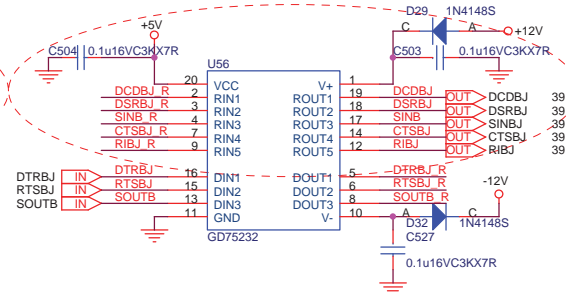 D29 1N4148S
+5V
C A
+12V
C504 0.1u16VC3KX7R
C503 0.1u16VC3KX7R
U56
20 VCC V+ 1
DCDBJ_R 2 RIN1 ROUT1 19 DCDBJ OUT DCDBJ 39
DSRBJ_R 3 RIN2 ROUT2 18 DSRBJ OUT DSRBJ 39
SINB_R 4 RIN3 ROUT3 17 SINB OUT SINBJ 39
CTSBJ_R 7 RIN4 ROUT4 14 CTSBJ OUT CTSBJ 39
RIBJ_R 9 RIN5 ROUT5 12 RIBJ OUT RIBJ 39
DTRBJ IN DTRBJ 16 DIN1 DOUT1 5 DTRBJ_R
RTSBJ IN RTSBJ 15 DIN2 DOUT2 6 RTSBJ_R
SOUTB IN SOUTB 13 DIN3 DOUT3 8 SOUTB_R
-12V
11 GND V- 10 A C
GD75232
D32 1N4148S
C527
0.1u16VC3KX7R